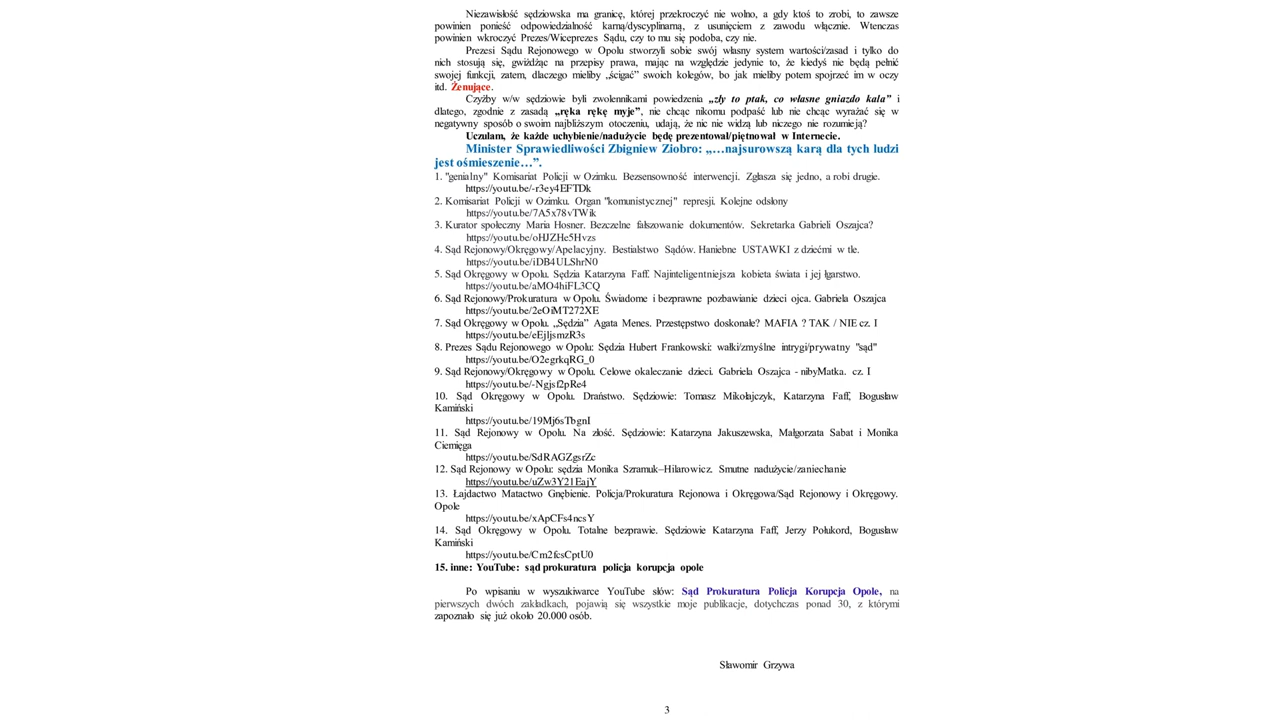 Niezawisłość sędziowska ma granicę, której przekroczyć nie wolno, a gdy ktoś to zrobi, to zawsze
powinien ponieść odpowiedzialność karną/dyscyplinarną, z usunięciem z zawodu włącznie. Wtenczas
powinien wkroczyć Prezes/Wiceprezes Sądu, czy to mu się podoba, czy nie.
Prezesi Sądu Rejonowego w Opolu stworzyli sobie swój własny system wartości/zasad i tylko do
nich stosują się, gwiżdżąc na przepisy prawa, mając na względzie jedynie to, że kiedyś nie będą pełnić
swojej funkcji, zatem, dlaczego mieliby „ścigać” swoich kolegów, bo jak mieliby potem spojrzeć im w oczy
itd. Żenujące.
Czyżby w/w sędziowie byli zwolennikami powiedzenia „zły to ptak, co własne gniazdo kala” i
dlatego, zgodnie z zasadą „ręka rękę myje”, nie chcąc nikomu podpaść lub nie chcąc wyrażać się w
negatywny sposób o swoim najbliższym otoczeniu, udają, że nic nie widzą lub niczego nie rozumieją?
Uczulam, że każde uchybienie/nadużycie będę prezentował/piętnował w Internecie.
Minister Sprawiedliwości Zbigniew Ziobro: „…najsurowszą karą dla tych ludzi
jest ośmieszenie…”.
1. "genialny" Komisariat Policji w Ozimku. Bezsensowność interwencji. Zgłasza się jedno, a robi drugie.
https://youtu.be/-r3ey4EFTDk
2. Komisariat Policji w Ozimku. Organ "komunistycznej" represji. Kolejne odsłony
https://youtu.be/7A5x78vTWik
3. Kurator społeczny Maria Hosner. Bezczelne fałszowanie dokumentów. Sekretarka Gabrieli Oszajca?
https://youtu.be/oHJZHe5Hvzs
4. Sąd Rejonowy/Okręgowy/Apelacyjny. Bestialstwo Sądów. Haniebne USTAWKI z dziećmi w tle.
https://youtu.be/iDB4ULShrN0
5. Sąd Okręgowy w Opolu. Sędzia Katarzyna Faff. Najinteligentniejsza kobieta świata i jej łgarstwo.
https://youtu.be/aMO4hiFL3CQ
6. Sąd Rejonowy/Prokuratura w Opolu. Świadome i bezprawne pozbawianie dzieci ojca. Gabriela Oszajca
https://youtu.be/2eOiMT272XE
7. Sąd Okręgowy w Opolu. „Sędzia” Agata Menes. Przestępstwo doskonałe? MAFIA ? TAK / NIE cz. I
https://youtu.be/eEjljsmzR3s
8. Prezes Sądu Rejonowego w Opolu: Sędzia Hubert Frankowski: wałki/zmyślne intrygi/prywatny "sąd"
https://youtu.be/O2egrkqRG_0
9. Sąd Rejonowy/Okręgowy w Opolu. Celowe okaleczanie dzieci. Gabriela Oszajca - nibyMatka. cz. I
https://youtu.be/-Ngjsf2pRe4
10. Sąd Okręgowy w Opolu. Draństwo. Sędziowie: Tomasz Mikołajczyk, Katarzyna Faff, Bogusław
Kamiński
https://youtu.be/19Mj6sTbgnI
11. Sąd Rejonowy w Opolu. Na złość. Sędziowie: Katarzyna Jakuszewska, Małgorzata Sabat i Monika
Ciemięga
https://youtu.be/SdRAGZgsrZc
12. Sąd Rejonowy w Opolu: sędzia Monika Szramuk–Hilarowicz. Smutne nadużycie/zaniechanie
https://youtu.be/uZw3Y21EajY
13. Łajdactwo Matactwo Gnębienie. Policja/Prokuratura Rejonowa i Okręgowa/Sąd Rejonowy i Okręgowy.
Opole
https://youtu.be/xApCFs4ncsY
14. Sąd Okręgowy w Opolu. Totalne bezprawie. Sędziowie Katarzyna Faff, Jerzy Połukord, Bogusław
Kamiński
https://youtu.be/Cm2fcsCptU0
15. inne: YouTube: sąd prokuratura policja korupcja opole
Po wpisaniu w wyszukiwarce YouTube słów: Sąd Prokuratura Policja Korupcja Opole, na
pierwszych dwóch zakładkach, pojawią się wszystkie moje publikacje, dotychczas ponad 30, z którymi
zapoznało się już około 20.000 osób.
Sławomir Grzywa
3